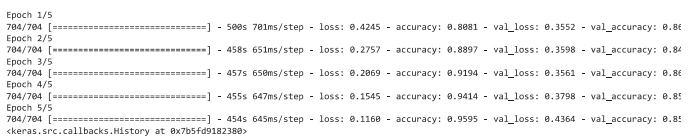 Epoch 1/5
704/704 [==============================] - 500s 701ms/step - loss: 0.4245 - accuracy: 0.8081 - val_loss: 0.3552 - val_accuracy: 0.86
Epoch 2/5
704/704 [==============================] - 458s 651ms/step - loss: 0.2757 - accuracy: 0.8897 - val_loss: 0.3598 - val_accuracy: 0.84
Epoch 3/5
704/704 [==============================] - 457s 650ms/step - loss: 0.2069 - accuracy: 0.9194 - val_loss: 0.3561 - val_accuracy: 0.86
Epoch 4/5
704/704 [==============================] - 455s 647ms/step - loss: 0.1545 - accuracy: 0.9414 - val_loss: 0.3798 - val_accuracy: 0.85
Epoch 5/5
704/704 [==============================] - 454s 645ms/step - loss: 0.1160 - accuracy: 0.9595 - val_loss: 0.4364 - val_accuracy: 0.85
<keras.src.callbacks.History at 0x7b5fd9182380>